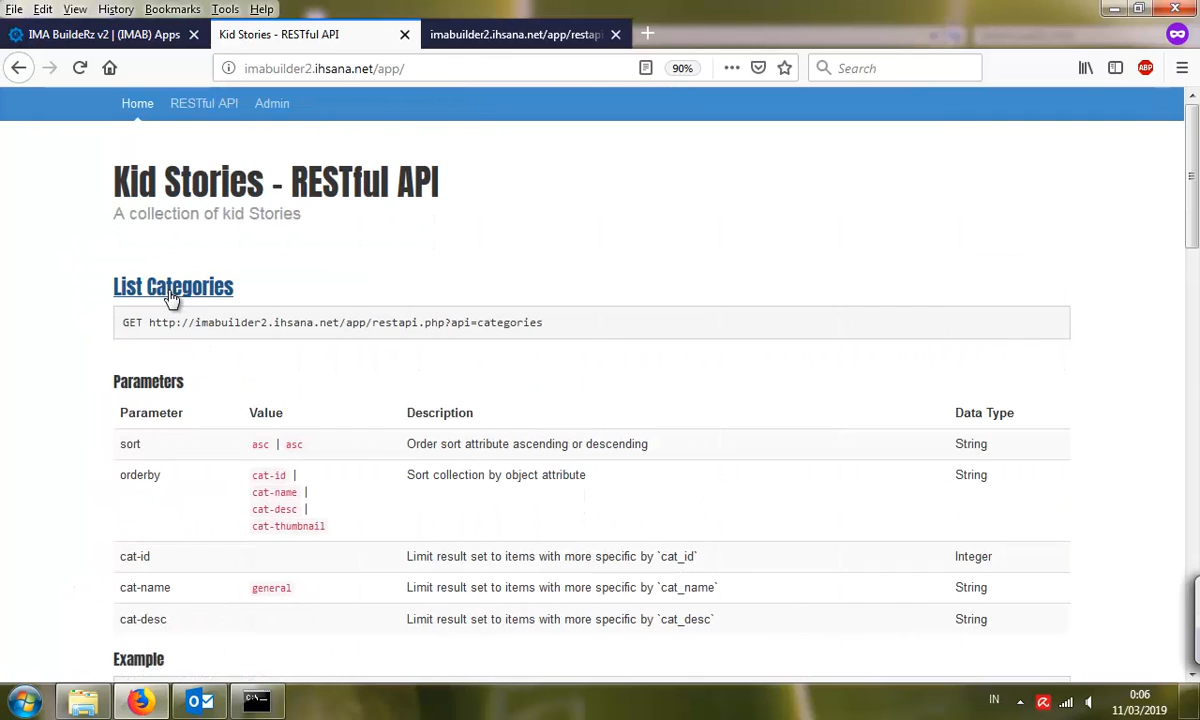 File Edit View History Bookmarks Tools Help
IMA BuildeRz v2 | (IMAB) Apps
Kid Stories - RESTful API
imabuilder2.ihsana.net/app/restapi
imabuilder2.ihsana.net/app/
90%
Search
ABP
Home RESTful API Admin
Kid Stories - RESTful API
A collection of kid Stories
List Categories
GET http://imabuilder2.ihsana.net/app/restapi.php?api=categories
Parameters
Parameter Value Description Data Type
sort asc | asc Order sort attribute ascending or descending String
orderby cat-id | Sort collection by object attribute String
cat-name |
cat-desc |
cat-thumbnail
cat-id Limit result set to items with more specific by `cat_id` Integer
cat-name general Limit result set to items with more specific by `cat_name` String
cat-desc Limit result set to items with more specific by `cat_desc` String
Example
IN
0:06
11/03/2019